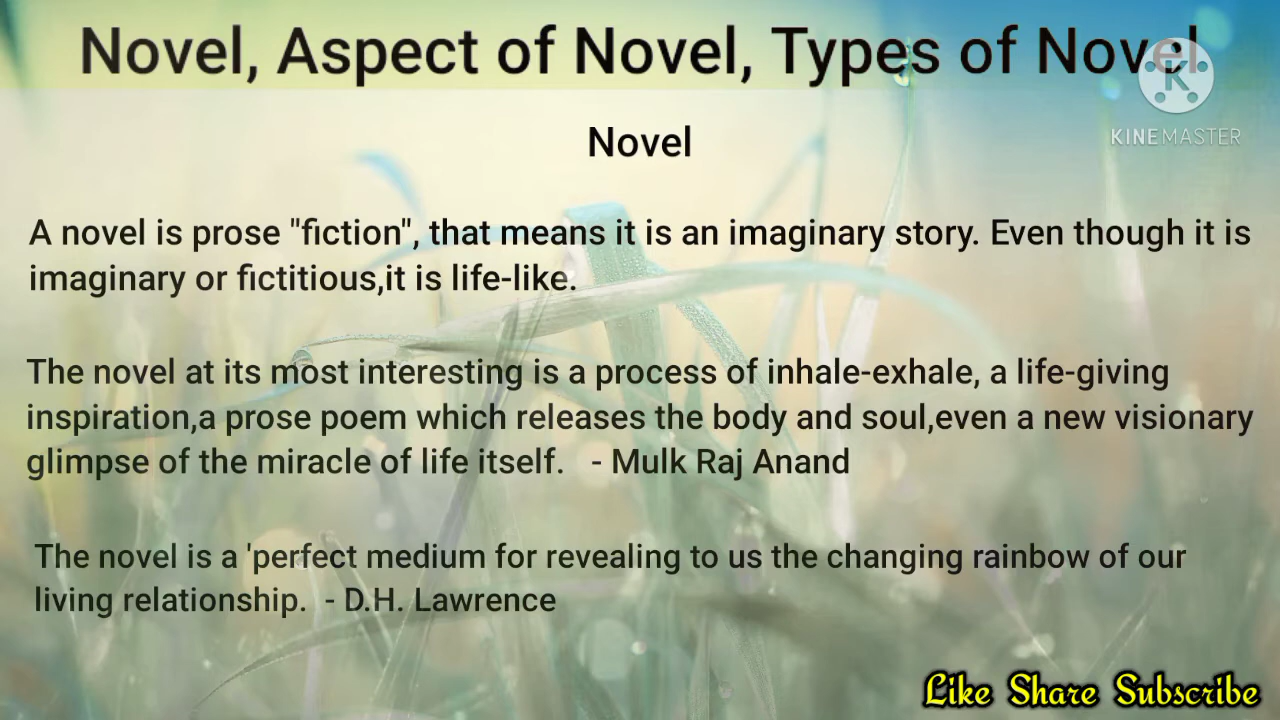 Novel, Aspect of Novel, Types of Novel
K
KINEMASTER
Novel
A novel is prose "fiction", that means it is an imaginary story. Even though it is
imaginary or fictitious,it is life-like.
The novel at its most interesting is a process of inhale-exhale, a life-giving
inspiration,a prose poem which releases the body and soul,even a new visionary
glimpse of the miracle of life itself. - Mulk Raj Anand
The novel is a 'perfect medium for revealing to us the changing rainbow of our
living relationship. - D.H. Lawrence
Like Share Subscribe